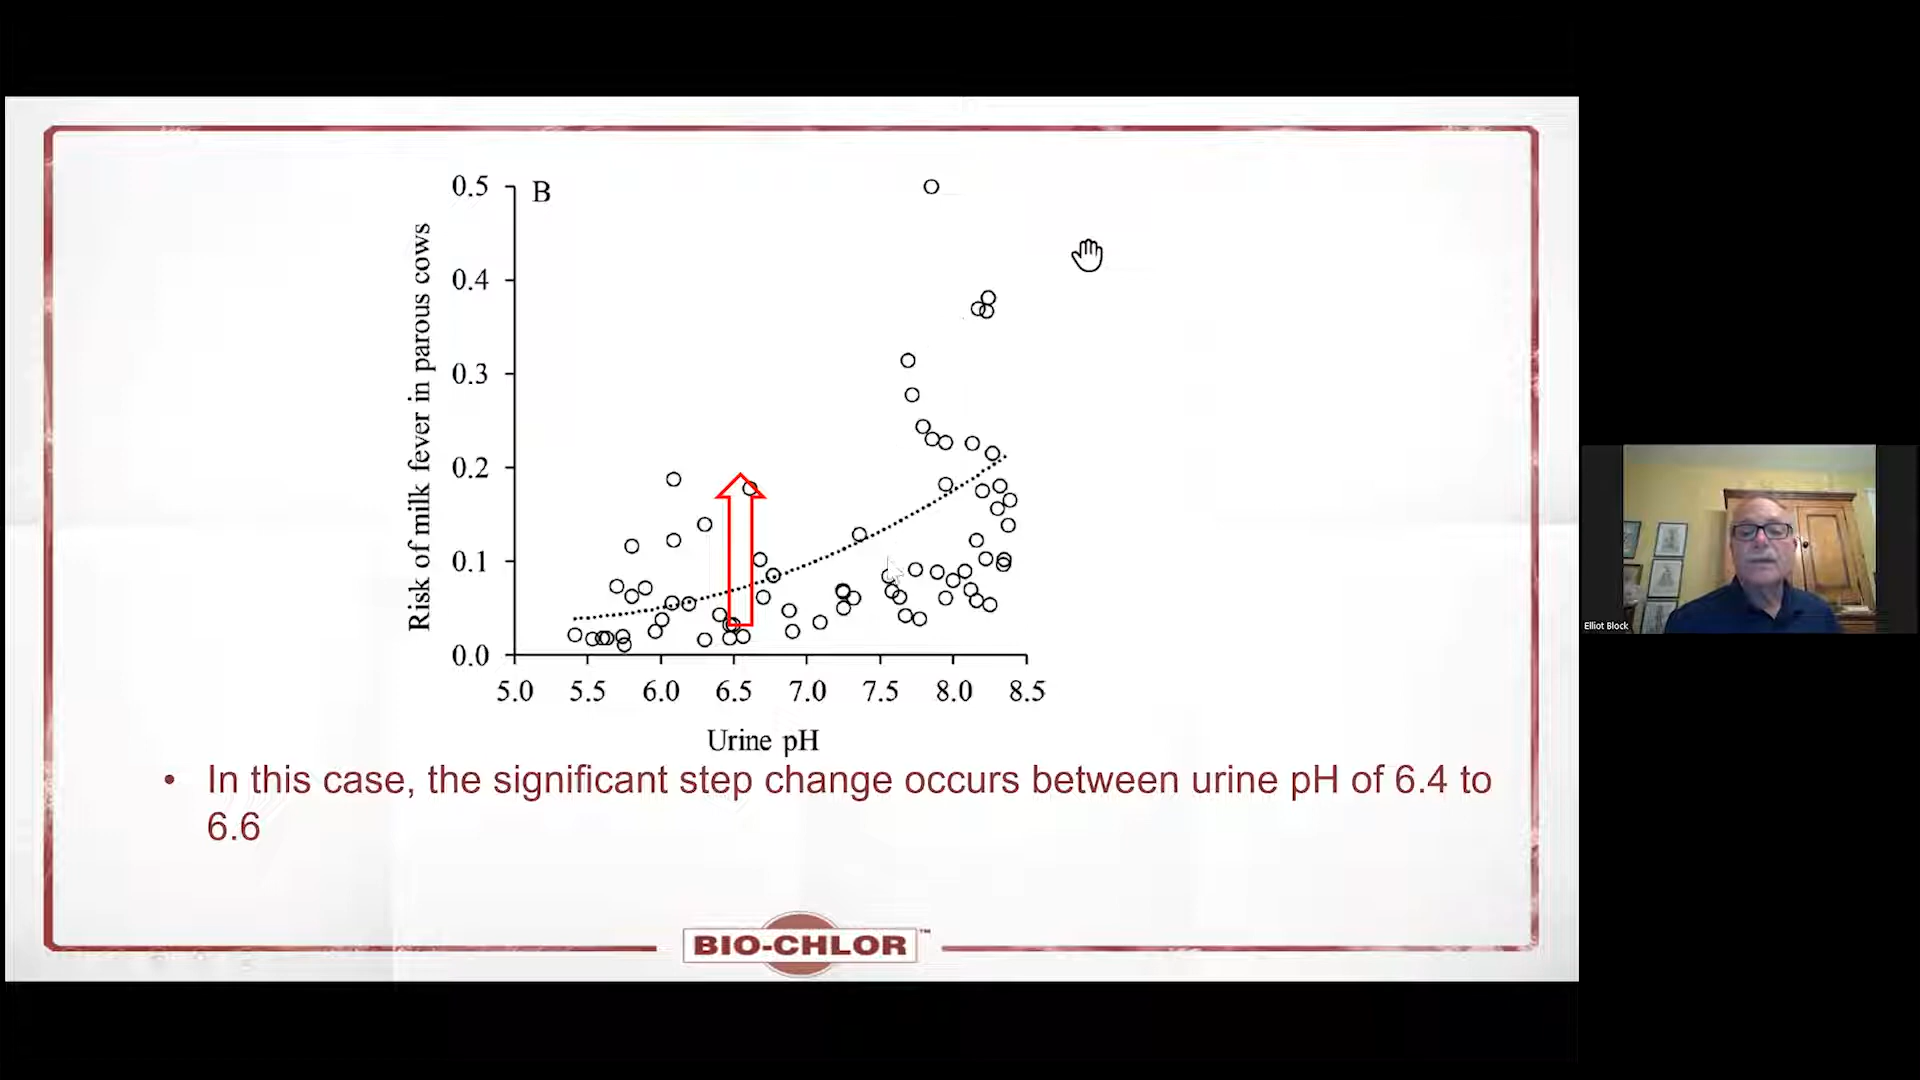 0.5
B
0.4
0.3
0.2
0.1
0.0
Risk of milk fever in parous cows
5.0 5.5 6.0 6.5 7.0 7.5 8.0 8.5
Urine pH
• In this case, the significant step change occurs between urine pH of 6.4 to
6.6
BIO-CHLOR™
Elliot Block